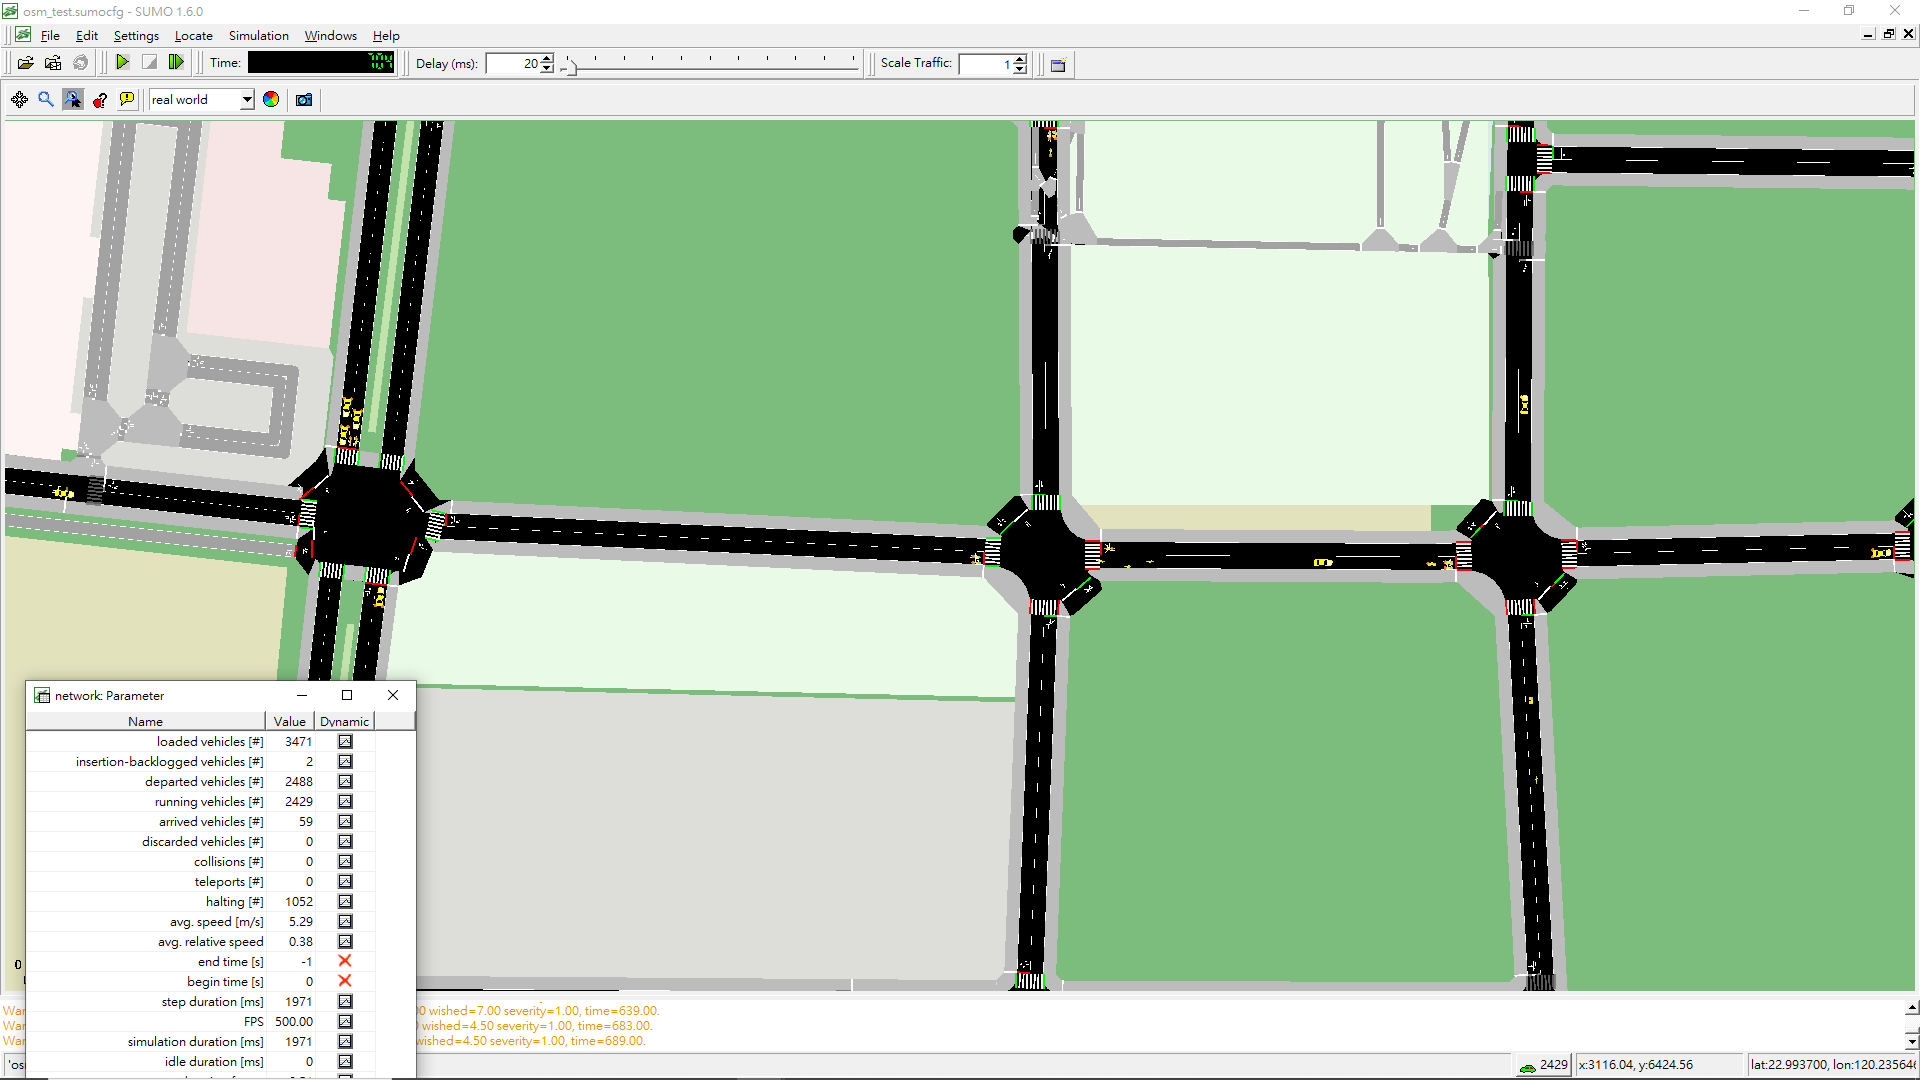 osm_test.sumocfg - SUMO 1.6.0
File Edit Settings Locate Simulation Windows Help
Time: 704 Delay (ms): 20 Scale Traffic: 1
real world
network: Parameter
Name Value Dynamic
loaded vehicles [#] 3471
insertion-backlogged vehicles [#] 2
departed vehicles [#] 2488
running vehicles [#] 2429
arrived vehicles [#] 59
discarded vehicles [#] 0
collisions [#] 0
teleports [#] 0
halting [#] 1052
avg. speed [m/s] 5.29
avg. relative speed 0.38
end time [s] -1
begin time [s] 0
step duration [ms] 1971
FPS 500.00
simulation duration [ms] 1971
idle duration [ms] 0
0
wished=7.00 severity=1.00, time=639.00.
wished=4.50 severity=1.00, time=683.00.
wished=4.50 severity=1.00, time=689.00.
2429 x:3116.04, y:6424.56 lat:22.993700, lon:120.235646